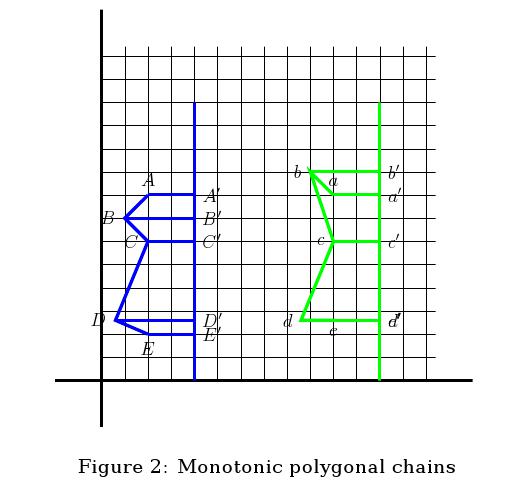 b b′
A a
A′ a′
B B′
C C′ c c′
D D′ d d′
E′
E e
Figure 2: Monotonic polygonal chains